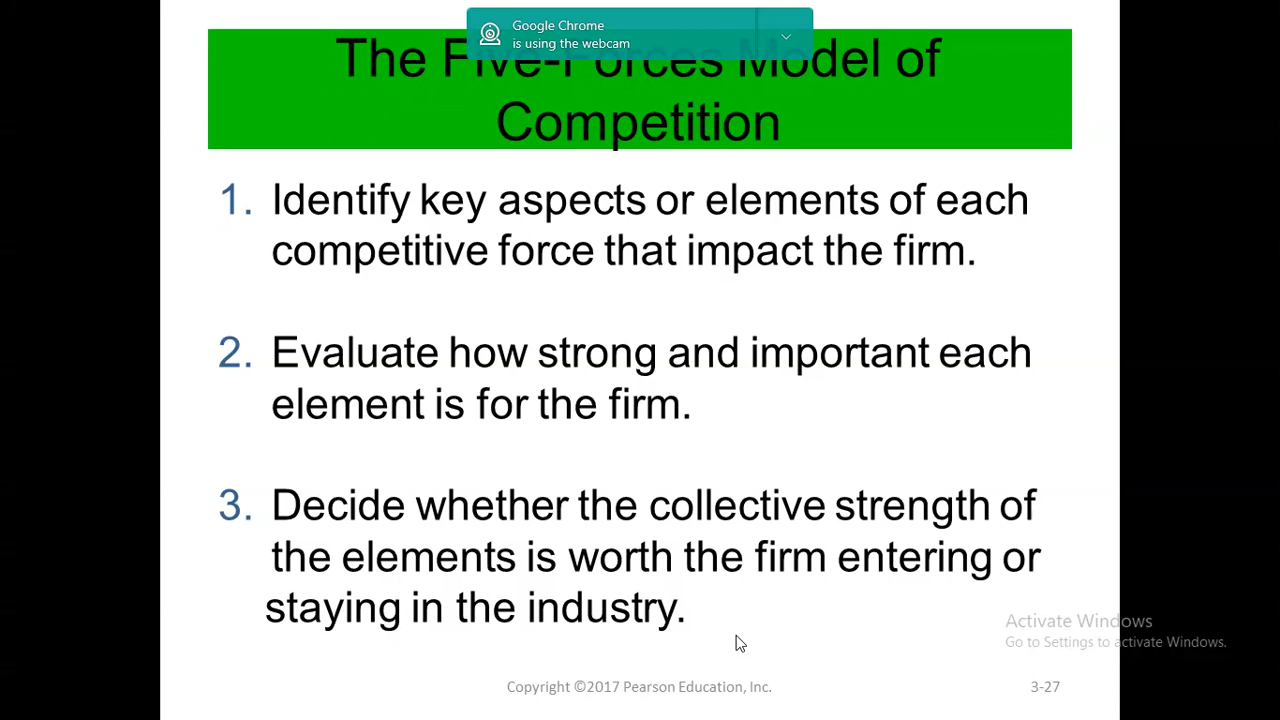 Google Chrome
is using the webcam
The Five-Forces Model of
Competition
1. Identify key aspects or elements of each
competitive force that impact the firm.
2. Evaluate how strong and important each
element is for the firm.
3. Decide whether the collective strength of
the elements is worth the firm entering or
staying in the industry.
Activate Windows
Go to Settings to activate Windows.
Copyright ©2017 Pearson Education, Inc.
3-27